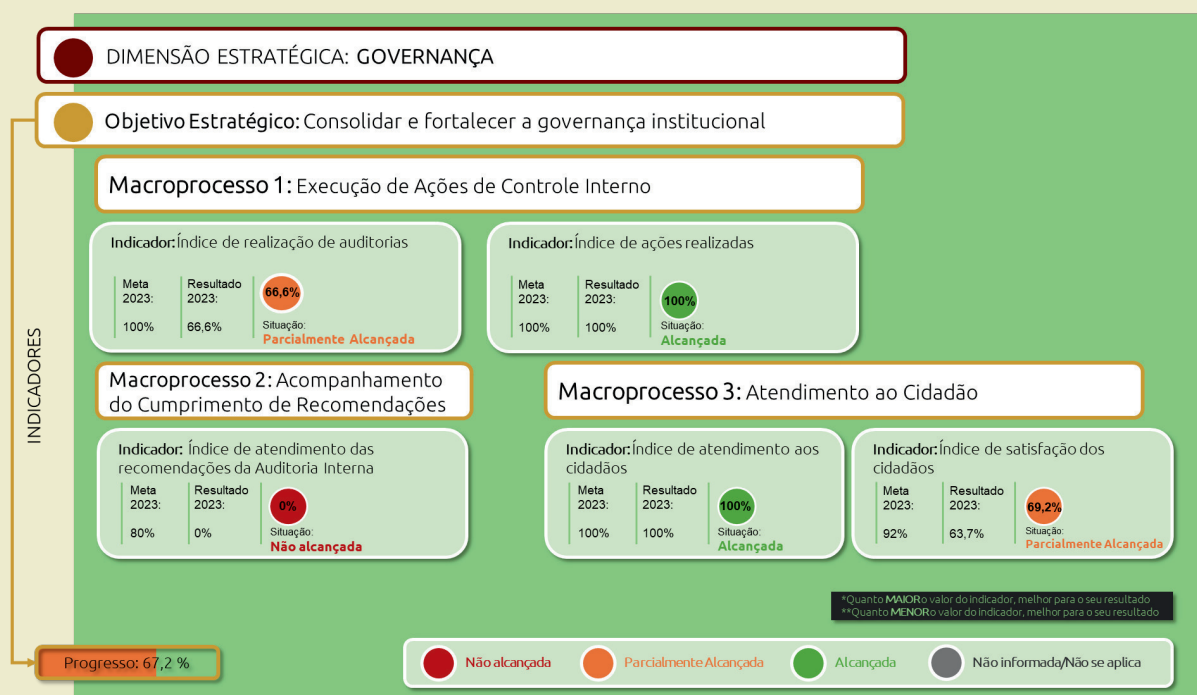 DIMENSÃO ESTRATÉGICA: GOVERNANÇA
Objetivo Estratégico: Consolidar e fortalecer a governança institucional
Macroprocesso 1: Execução de Ações de Controle Interno
Indicador: Índice de realização de auditorias
Meta 2023:
100%
Resultado 2023:
66,6%
66,6%
Situação:
Parcialmente Alcançada
Indicador: Índice de ações realizadas
Meta 2023:
100%
Resultado 2023:
100%
100%
Situação:
Alcançada
INDICADORES
Macroprocesso 2: Acompanhamento
do Cumprimento de Recomendações
Indicador: Índice de atendimento das
recomendações da Auditoria Interna
Meta 2023:
80%
Resultado 2023:
0%
0%
Situação:
Não alcançada
Macroprocesso 3: Atendimento ao Cidadão
Indicador: Índice de atendimento aos
cidadãos
Meta 2023:
100%
Resultado 2023:
100%
100%
Situação:
Alcançada
Indicador: Índice de satisfação dos
cidadãos
Meta 2023:
92%
Resultado 2023:
63,7%
69,2%
Situação:
Parcialmente Alcançada
*Quanto MAIOR o valor do indicador, melhor para o seu resultado
**Quanto MENOR o valor do indicador, melhor para o seu resultado
Progresso: 67,2 %
Não alcançada
Parcialmente Alcançada
Alcançada
Não informada/Não se aplica